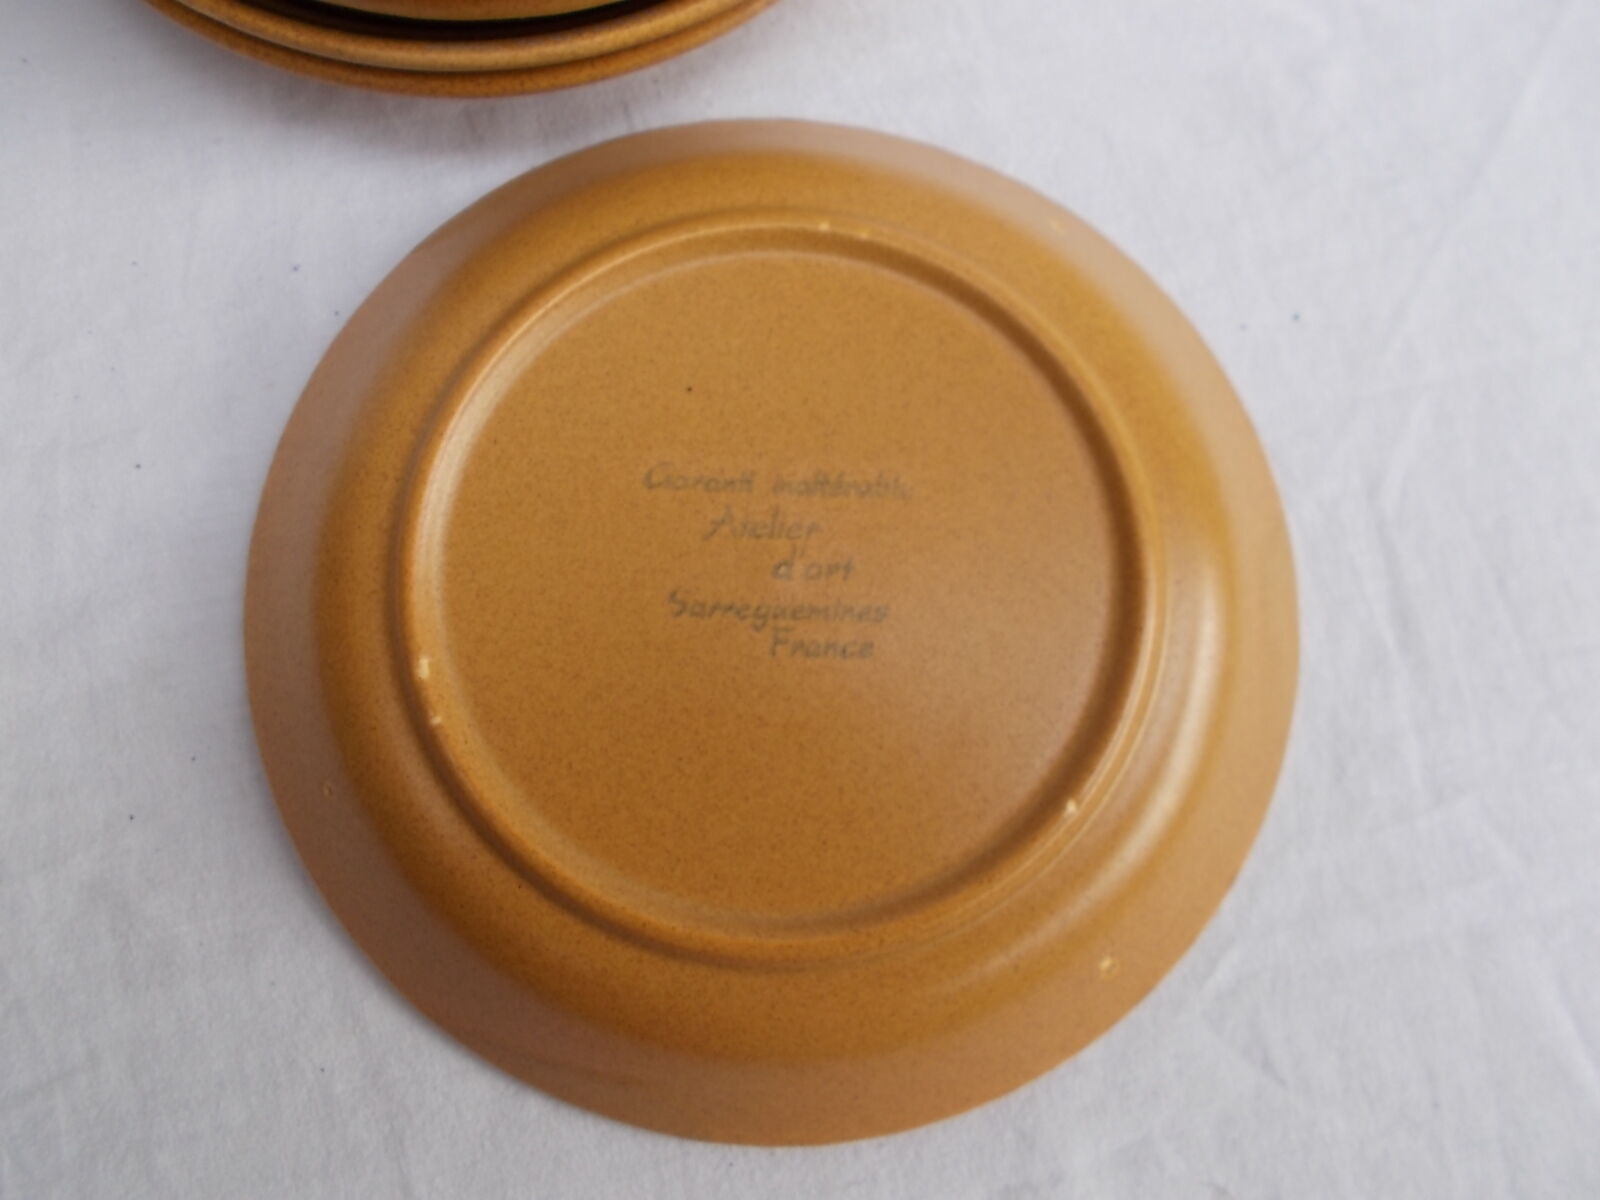 Garanti inaltérable
Atelier
d'art
Sarreguemines
France